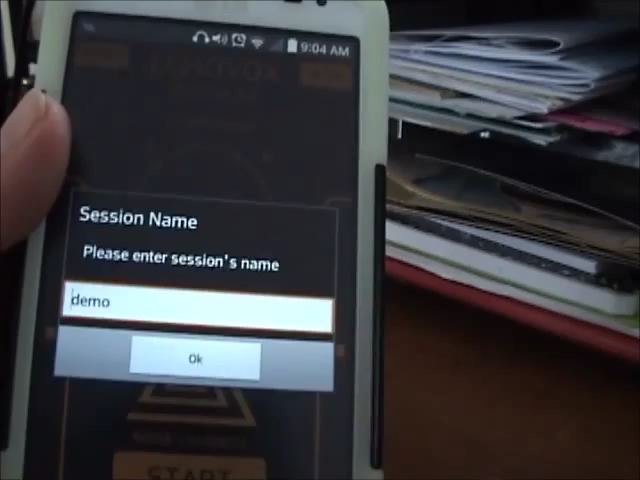 9:04 AM
Session Name
Please enter session's name
demo
Ok
START